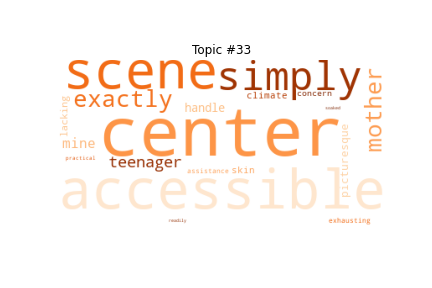 Topic #33
scene
simply
exactly
climate
concern
mother
lacking
handle
center
mine
picturesque
practical
teenager
assistance
skin
accessible
readily
exhausting